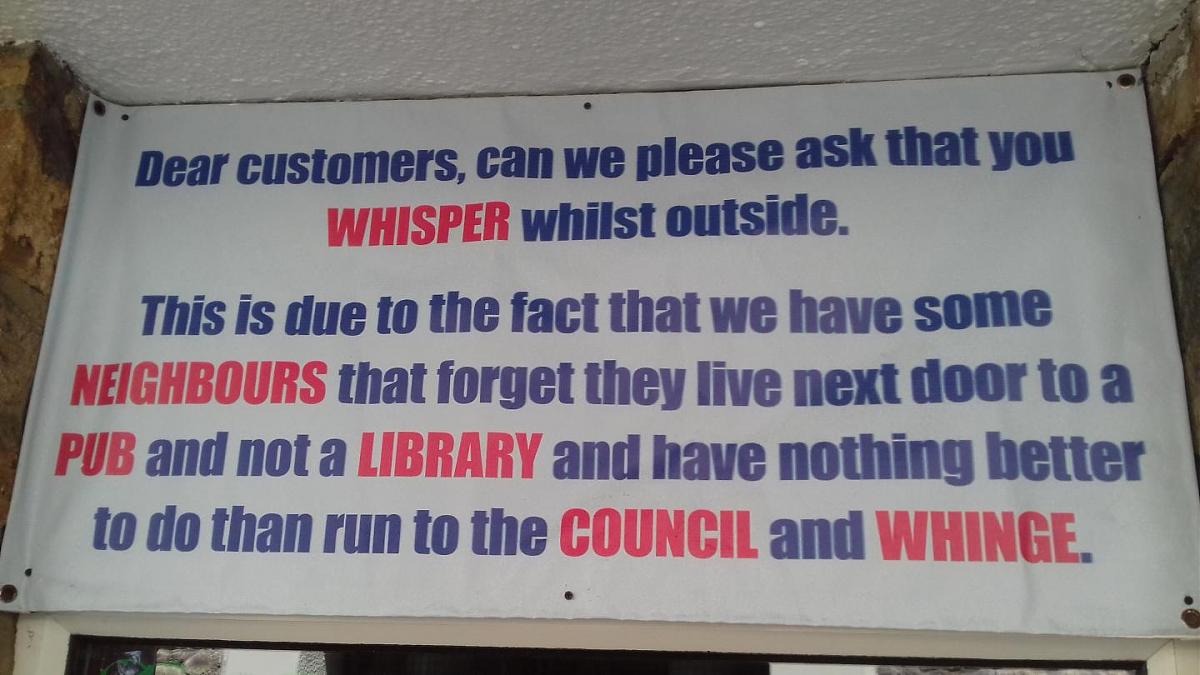 Dear customers, can we please ask that you
WHISPER whilst outside.
This is due to the fact that we have some
NEIGHBOURS that forget they live next door to a
PUB and not a LIBRARY and have nothing better
to do than run to the COUNCIL and WHINGE.